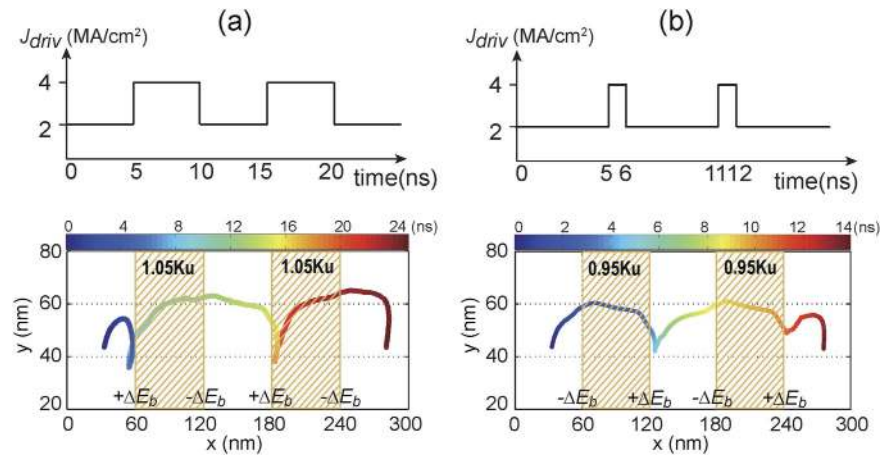 (a)
J_driv (MA/cm²)
4
2
0 5 10 15 20 time(ns)
0 4 8 12 16 20 24 (ns)
80
60
40
20
y (nm)
1.05Ku 1.05Ku
+ΔE_b -ΔE_b +ΔE_b -ΔE_b
0 60 120 180 240 300
x (nm)
(b)
J_driv (MA/cm²)
4
2
0 5 6 1112 time(ns)
0 2 4 6 8 10 12 14 (ns)
80
60
40
20
y (nm)
0.95Ku 0.95Ku
-ΔE_b +ΔE_b -ΔE_b +ΔE_b
0 60 120 180 240 300
x (nm)